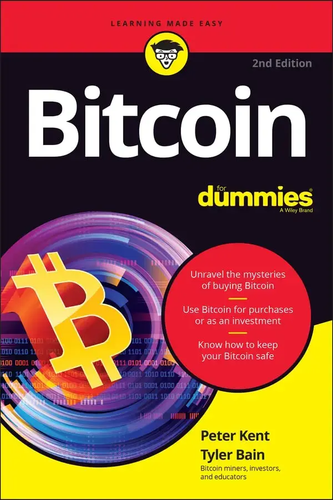 LEARNING MADE EASY
2nd Edition
Bitcoin
for
dummies
A Wiley Brand
Unravel the mysteries
of buying Bitcoin
Use Bitcoin for purchases
or as an investment
Know how to keep
your Bitcoin safe
Peter Kent
Tyler Bain
Bitcoin miners, investors,
and educators